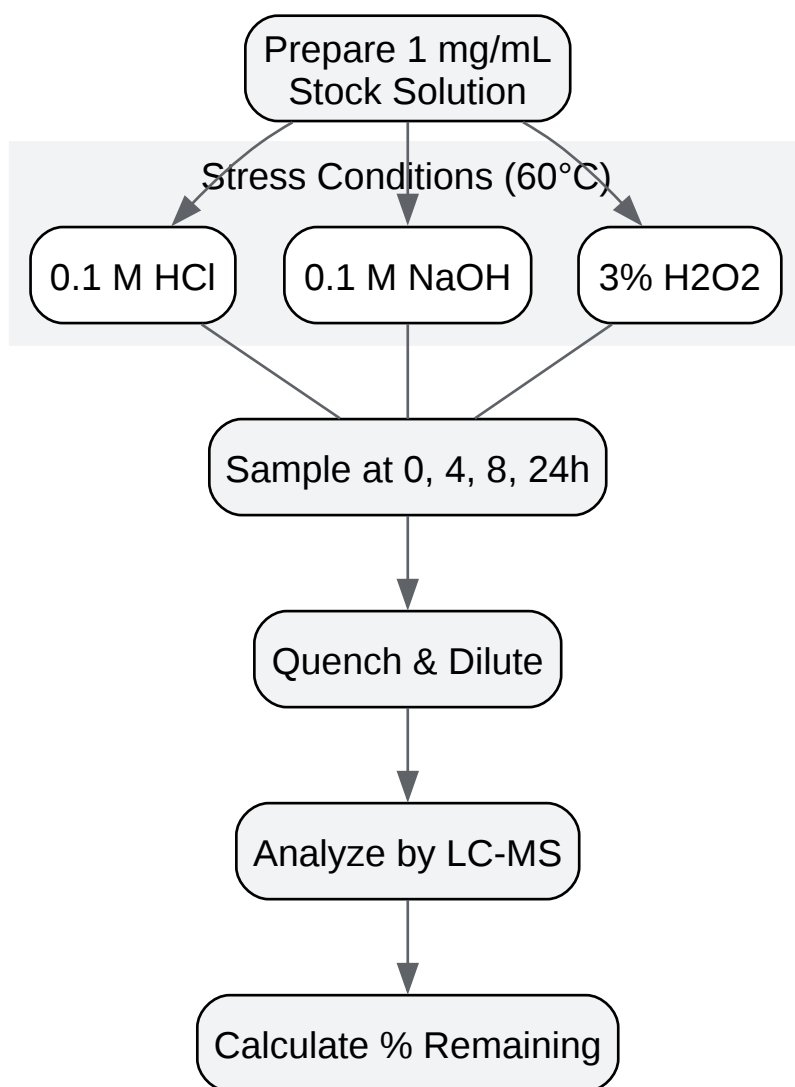 Prepare 1 mg/mL
Stock Solution
Stress Conditions (60°C)
0.1 M HCl
0.1 M NaOH
3% H2O2
Sample at 0, 4, 8, 24h
Quench & Dilute
Analyze by LC-MS
Calculate % Remaining